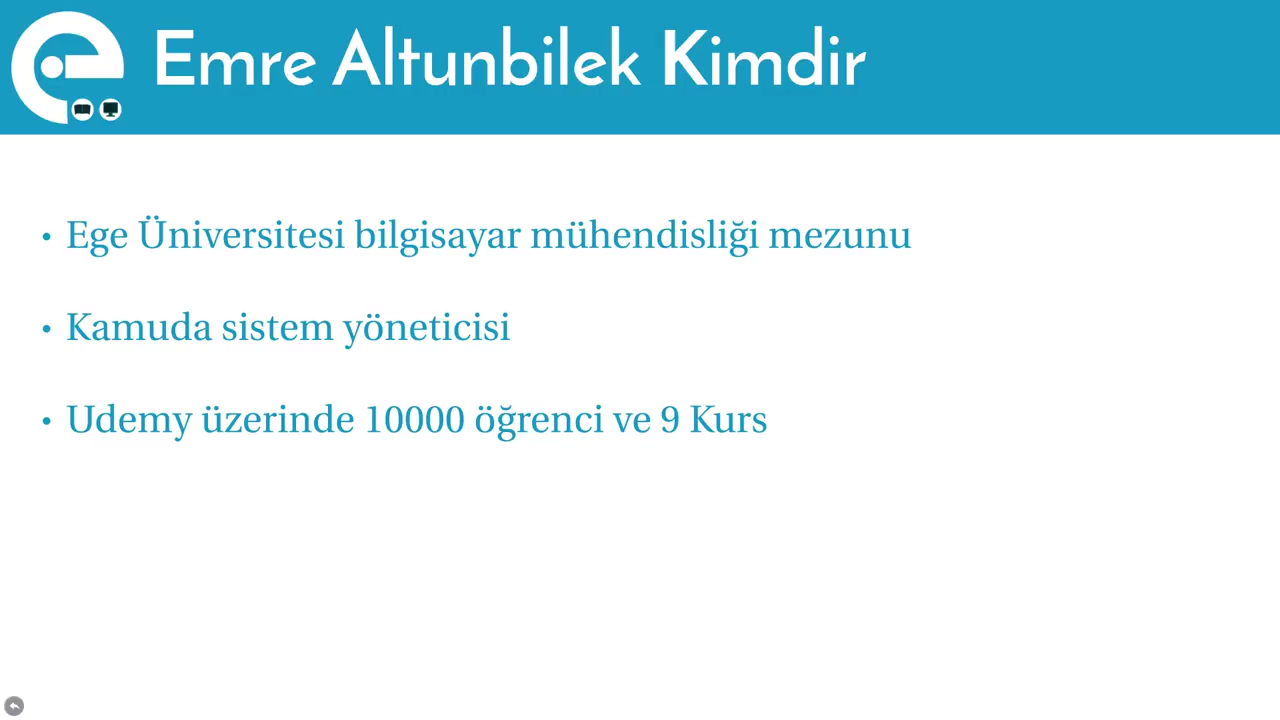 Emre Altunbilek Kimdir
• Ege Üniversitesi bilgisayar mühendisliği mezunu
• Kamuda sistem yöneticisi
• Udemy üzerinde 10000 öğrenci ve 9 Kurs